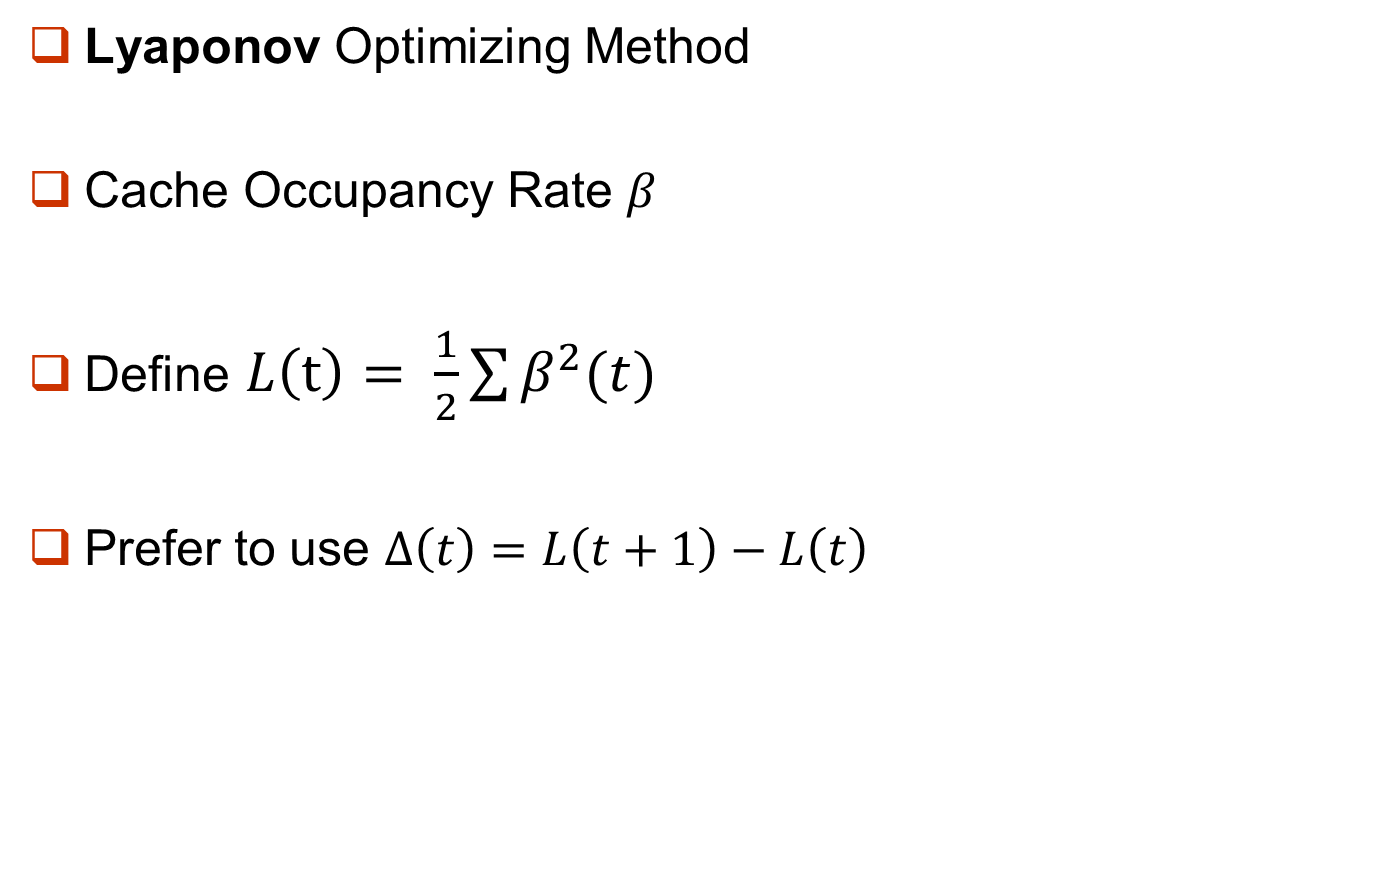 ❑ Lyaponov Optimizing Method
❑ Cache Occupancy Rate 𝛽
❑ Define 𝐿(t) = ½∑𝛽²(𝑡)
❑ Prefer to use Δ(𝑡) = 𝐿(𝑡 + 1) − 𝐿(𝑡)